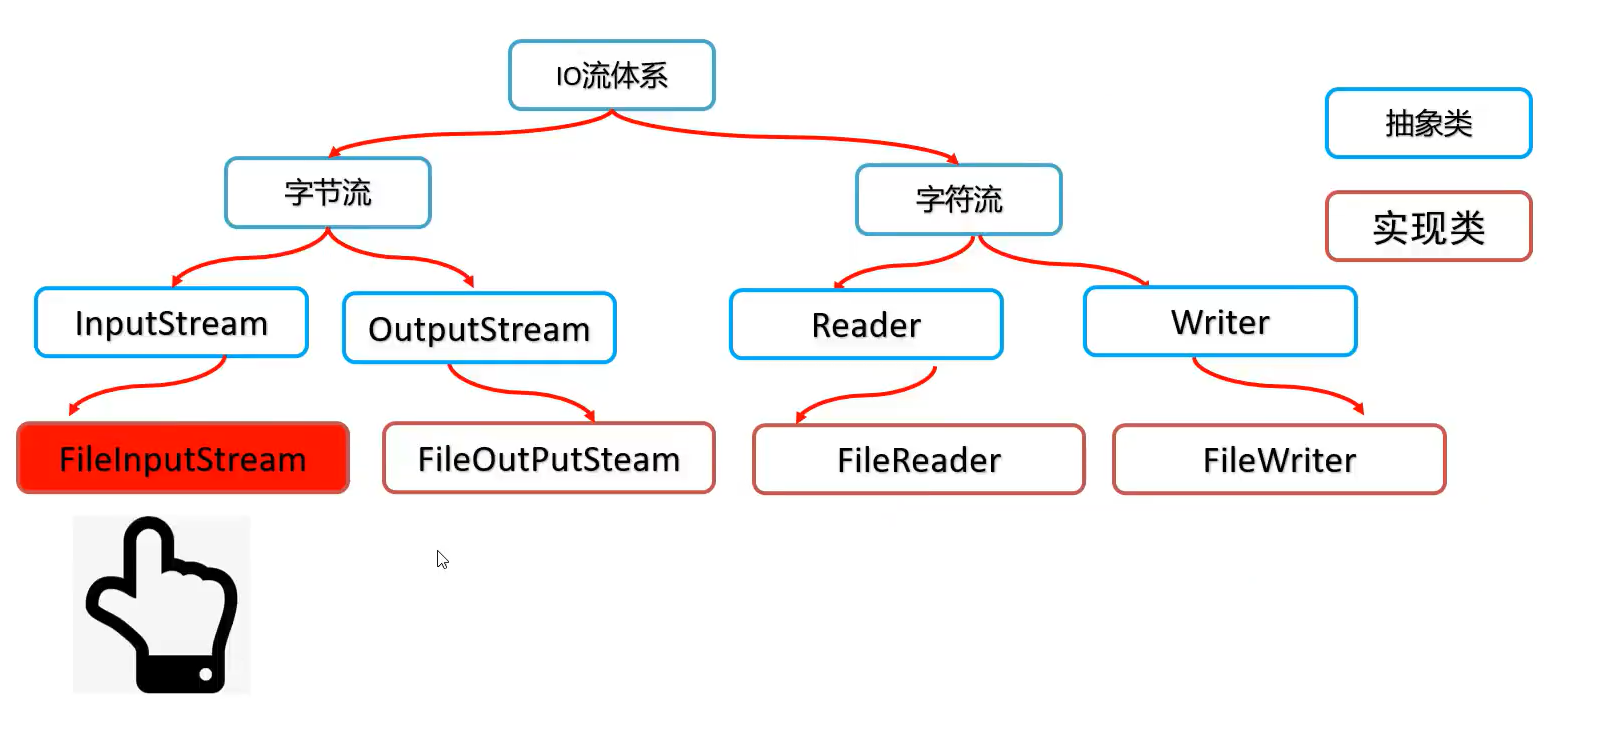 IO流体系
抽象类
字节流
字符流
实现类
InputStream
OutputStream
Reader
Writer
FileInputStream
FileOutPutSteam
FileReader
FileWriter